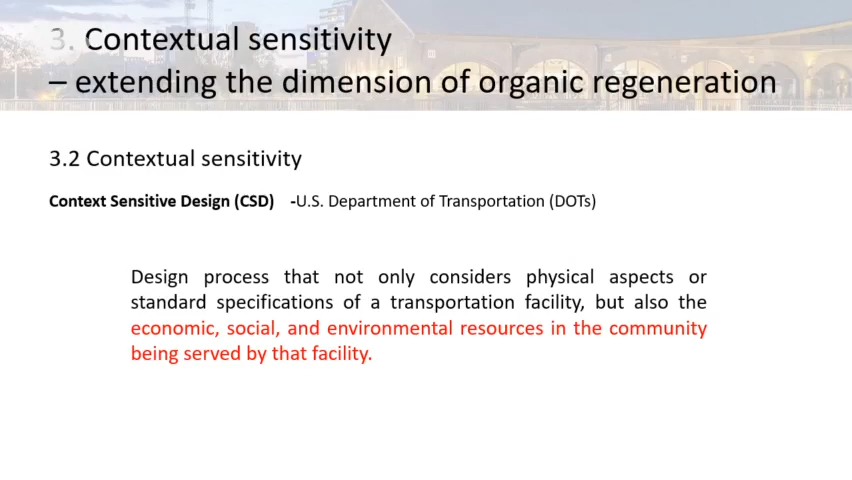 3. Contextual sensitivity
– extending the dimension of organic regeneration
3.2 Contextual sensitivity
Context Sensitive Design (CSD) -U.S. Department of Transportation (DOTs)
Design process that not only considers physical aspects or
standard specifications of a transportation facility, but also the
economic, social, and environmental resources in the community
being served by that facility.